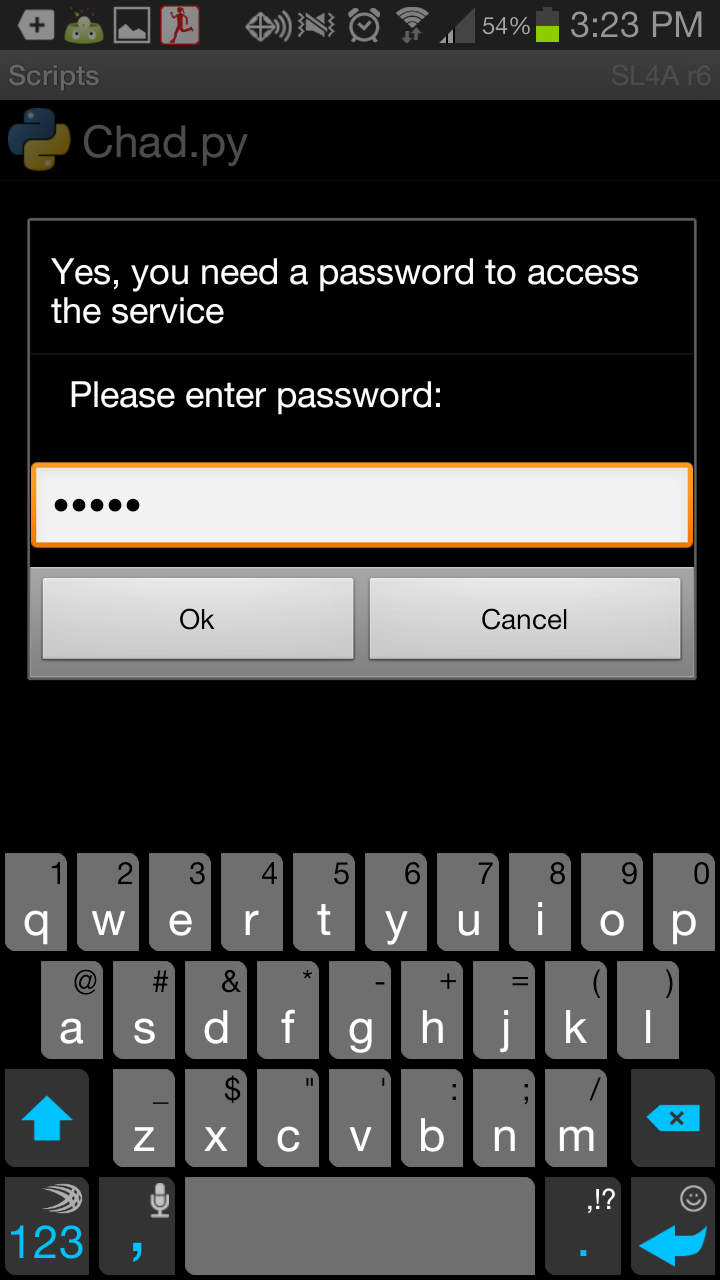 54% 3:23 PM
Scripts SL4A r6
Chad.py
Yes, you need a password to access
the service
Please enter password:
•••••
Ok Cancel
1 2 3 4 5 6 7 8 9 0
q w e r t y u i o p
@ # & * - + = ( )
a s d f g h j k l
_ $ " ' : ; /
z x c v b n m
,!?
123 , .